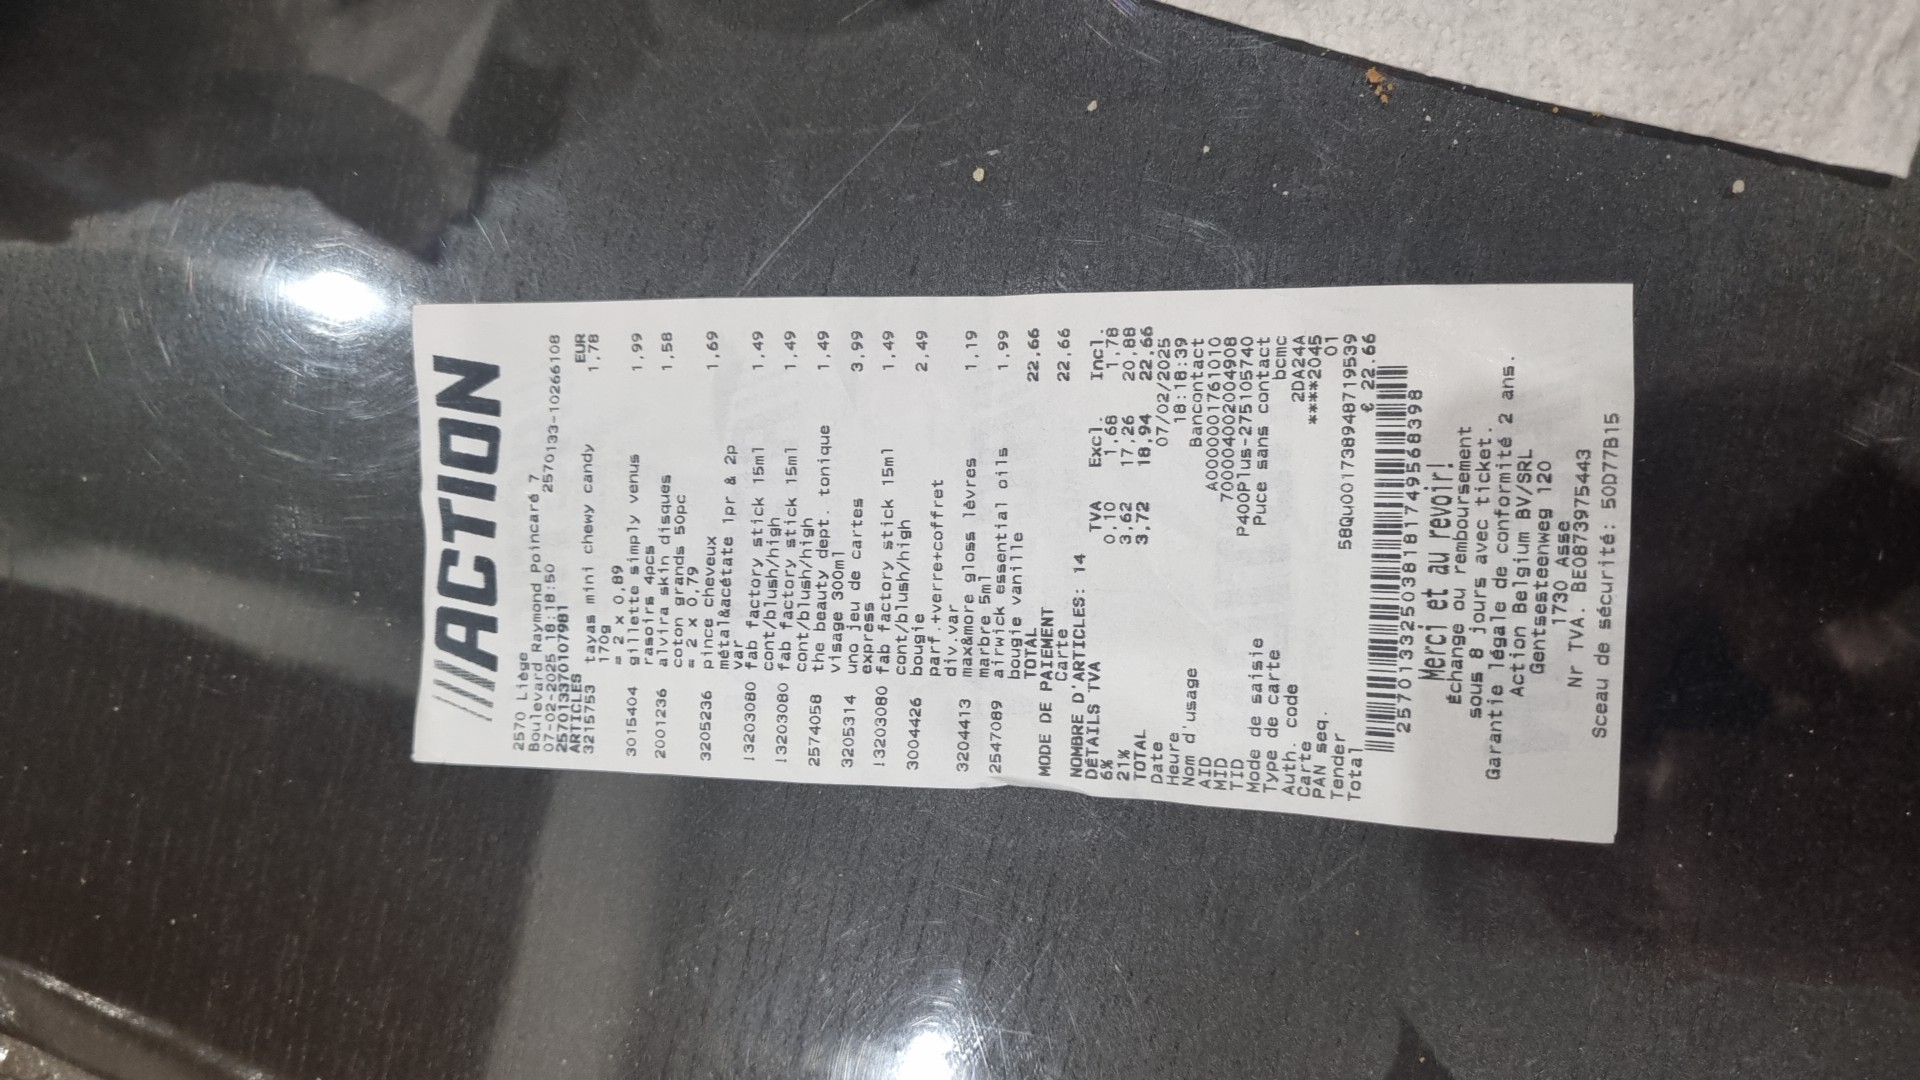 ACTION
2570 Liège
Boulevard Raymond Poincaré 7
07-02-2025 18:18:50 2570133-10266108
2570133701079B1
ARTICLES EUR
3215753 tayas mini chewy candy 1,78
170g
= 2 x 0,89
3015404 gillette simply venus 1,99
rasoirs 4pcs
2001236 alvira skin disques 1,58
coton grands 50pc
= 2 x 0,79
3205236 pince cheveux 1,69
métal&acétate 1pr & 2p
var
13203080 fab factory stick 15ml 1,49
cont/blush/high
13203080 fab factory stick 15ml 1,49
cont/blush/high
2574058 the beauty dept. tonique 1,49
visage 300ml
3205314 uno jeu de cartes 3,99
express
13203080 fab factory stick 15ml 1,49
cont/blush/high
3004426 bougie 2,49
parf.+verre+coffret
div.var
3204413 max&more gloss lèvres 1,19
marbre 5ml
2547089 airwick essential oils 1,99
bougie vanille
TOTAL 22,66
MODE DE PAIEMENT
Carte 22,66
NOMBRE D'ARTICLES: 14
DÉTAILS TVA TVA Excl. Incl.
6% 0,10 1,68 1,78
21% 3,62 17,26 20,88
TOTAL 3,72 18,94 22,66
Date 07/02/2025
Heure 18:18:39
Nom d'usage Bancontact
AID A0000001761010
MID 700004002004908
TID P400Plus-275105740
Mode de saisie Puce sans contact
Type de carte bcmc
Auth. code 2DA24A
Carte ****2045
PAN seq. 01
Tender 58Qu001738948719539
Total € 22.66
2570133250381817495683​98
Merci et au revoir!
Échange ou remboursement
sous 8 jours avec ticket.
Garantie légale de conformité 2 ans.
Action Belgium BV/SRL
Gentsesteenweg 120
1730 Asse
Nr TVA. BE0873975443
Sceau de sécurité: 50D77B15